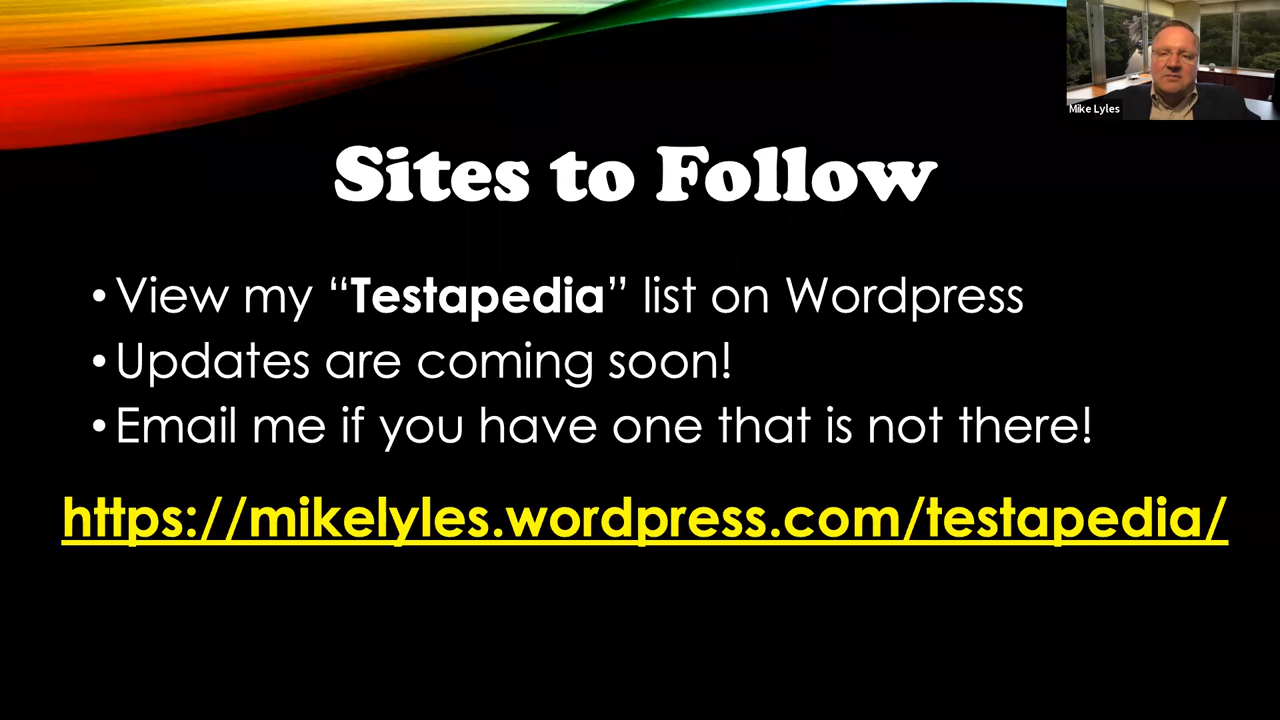 Mike Lyles
Sites to Follow
• View my “Testapedia” list on Wordpress
• Updates are coming soon!
• Email me if you have one that is not there!
https://mikelyles.wordpress.com/testapedia/